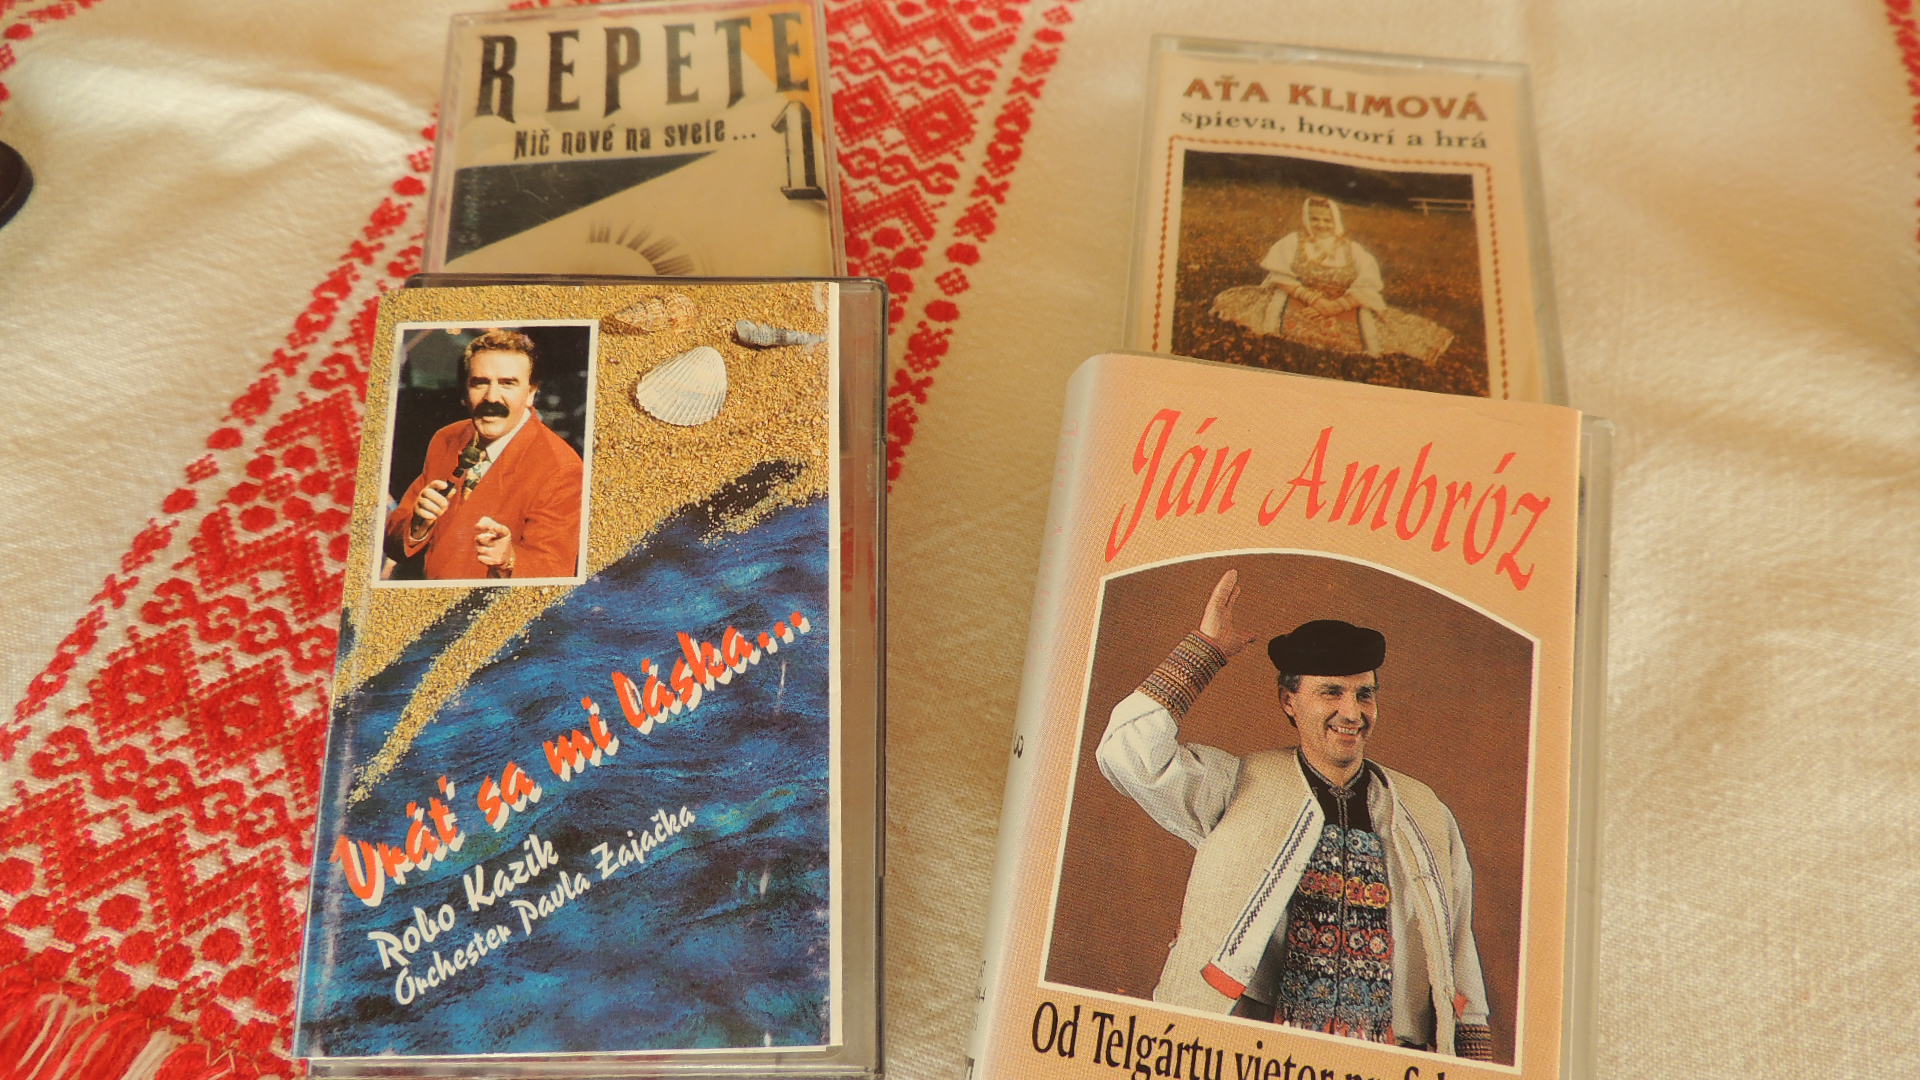 REPETE
Nič nové na svete... 1
AŤA KLIMOVÁ
spieva, hovorí a hrá
Vráť sa mi láska...
Robo Kazík
Orchester Pavla Zajačka
Ján Ambróz
Od Telgártu vietor